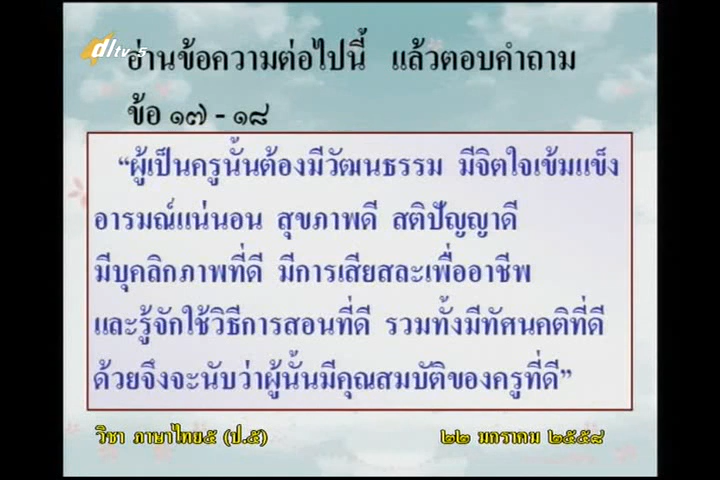 dltv 5
อ่านข้อความต่อไปนี้ แล้วตอบคำถาม
ข้อ ๑๗ - ๑๘
“ผู้เป็นครูนั้นต้องมีวัฒนธรรม มีจิตใจเข้มแข็ง
อารมณ์แน่นอน สุขภาพดี สติปัญญาดี
มีบุคลิกภาพที่ดี มีการเสียสละเพื่ออาชีพ
และรู้จักใช้วิธีการสอนที่ดี รวมทั้งมีทัศนคติที่ดี
ด้วยจึงจะนับว่าผู้นั้นมีคุณสมบัติของครูที่ดี”
วิชา ภาษาไทย๕ (ป.๕) ๒๒ มกราคม ๒๕๕๘